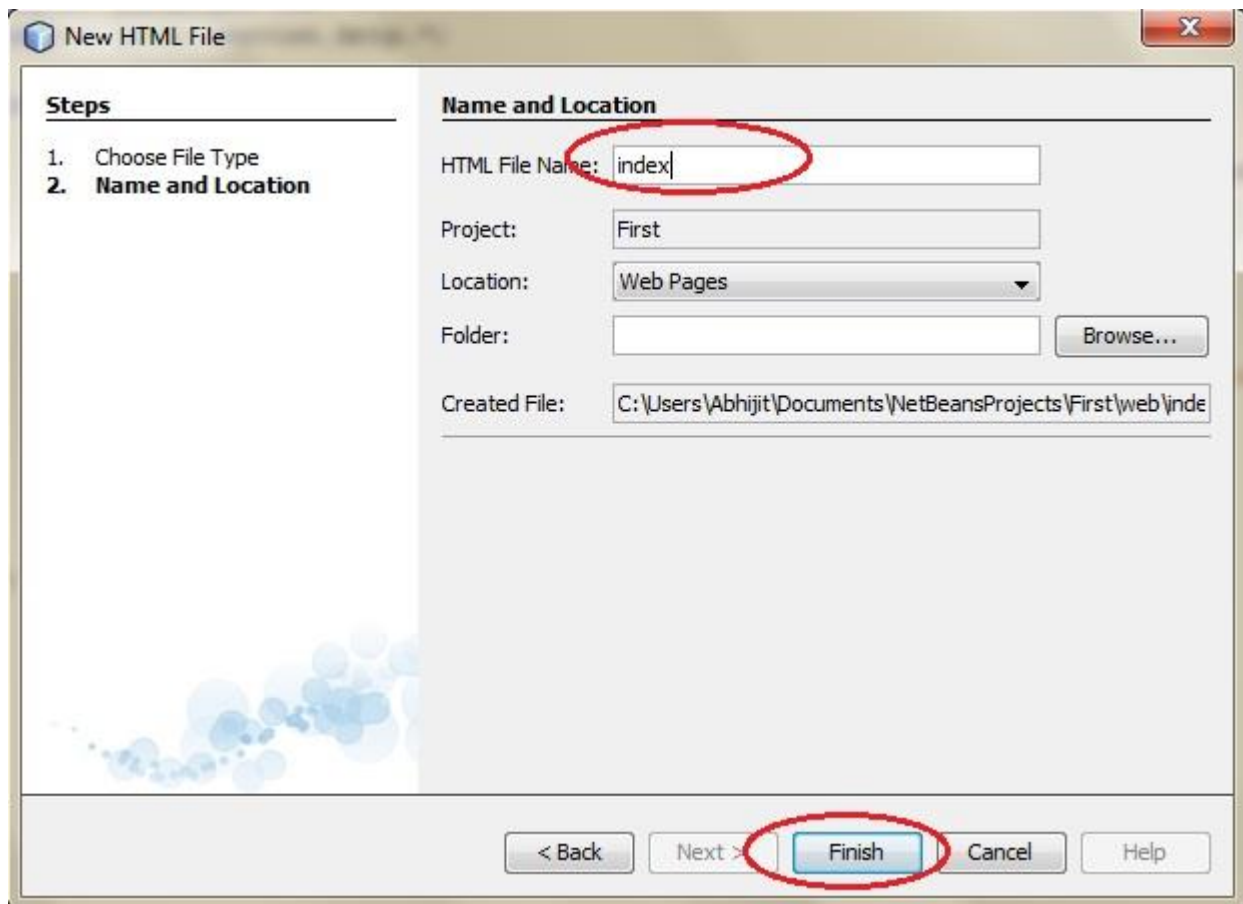 New HTML File
Steps
1. Choose File Type
2. Name and Location
Name and Location
HTML File Name: index
Project: First
Location: Web Pages
Folder: Browse...
Created File: C:\Users\Abhijit\Documents\NetBeansProjects\First\web\inde
< Back Next > Finish Cancel Help